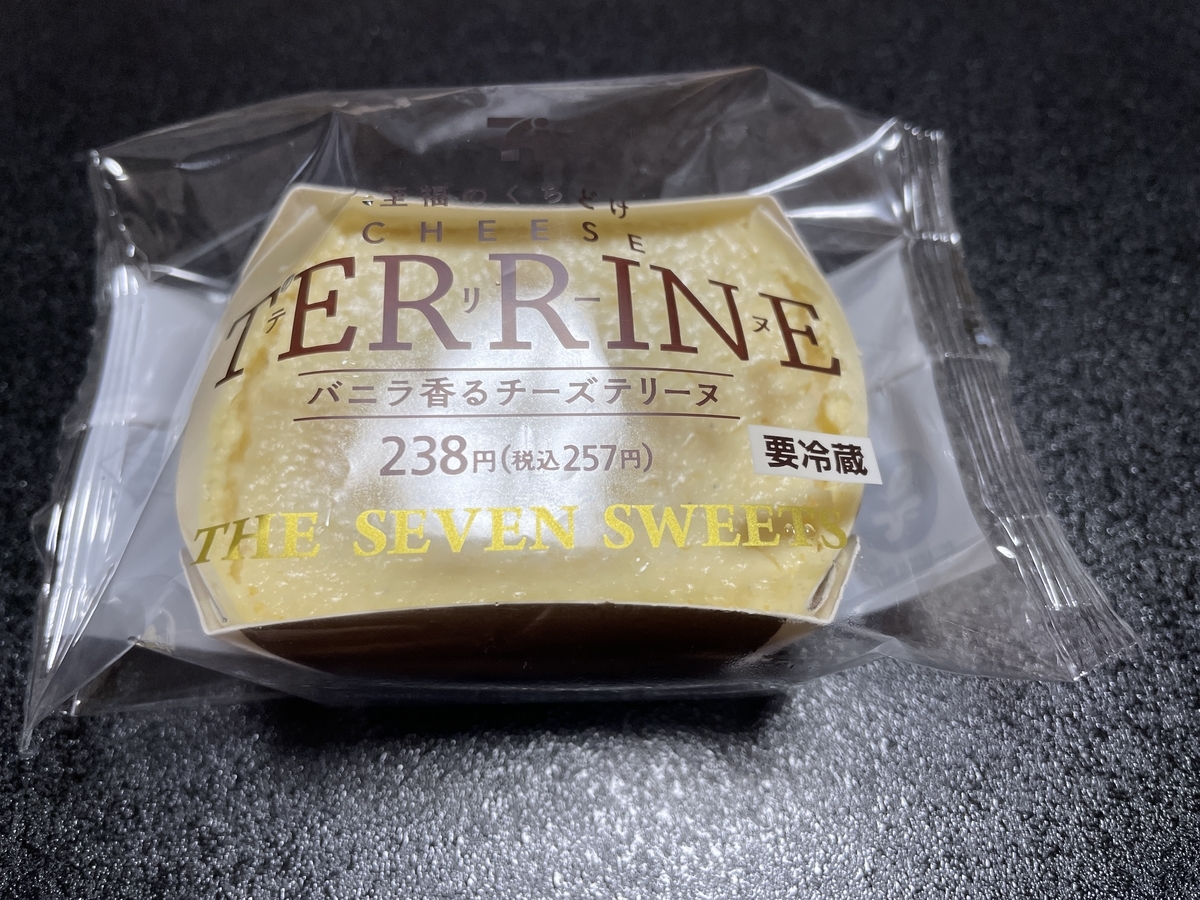 至福のくちどけ
CHEESE
TERRINE
テリーヌ
バニラ香るチーズテリーヌ
238円(税込257円)
要冷蔵
THE SEVEN SWEETS